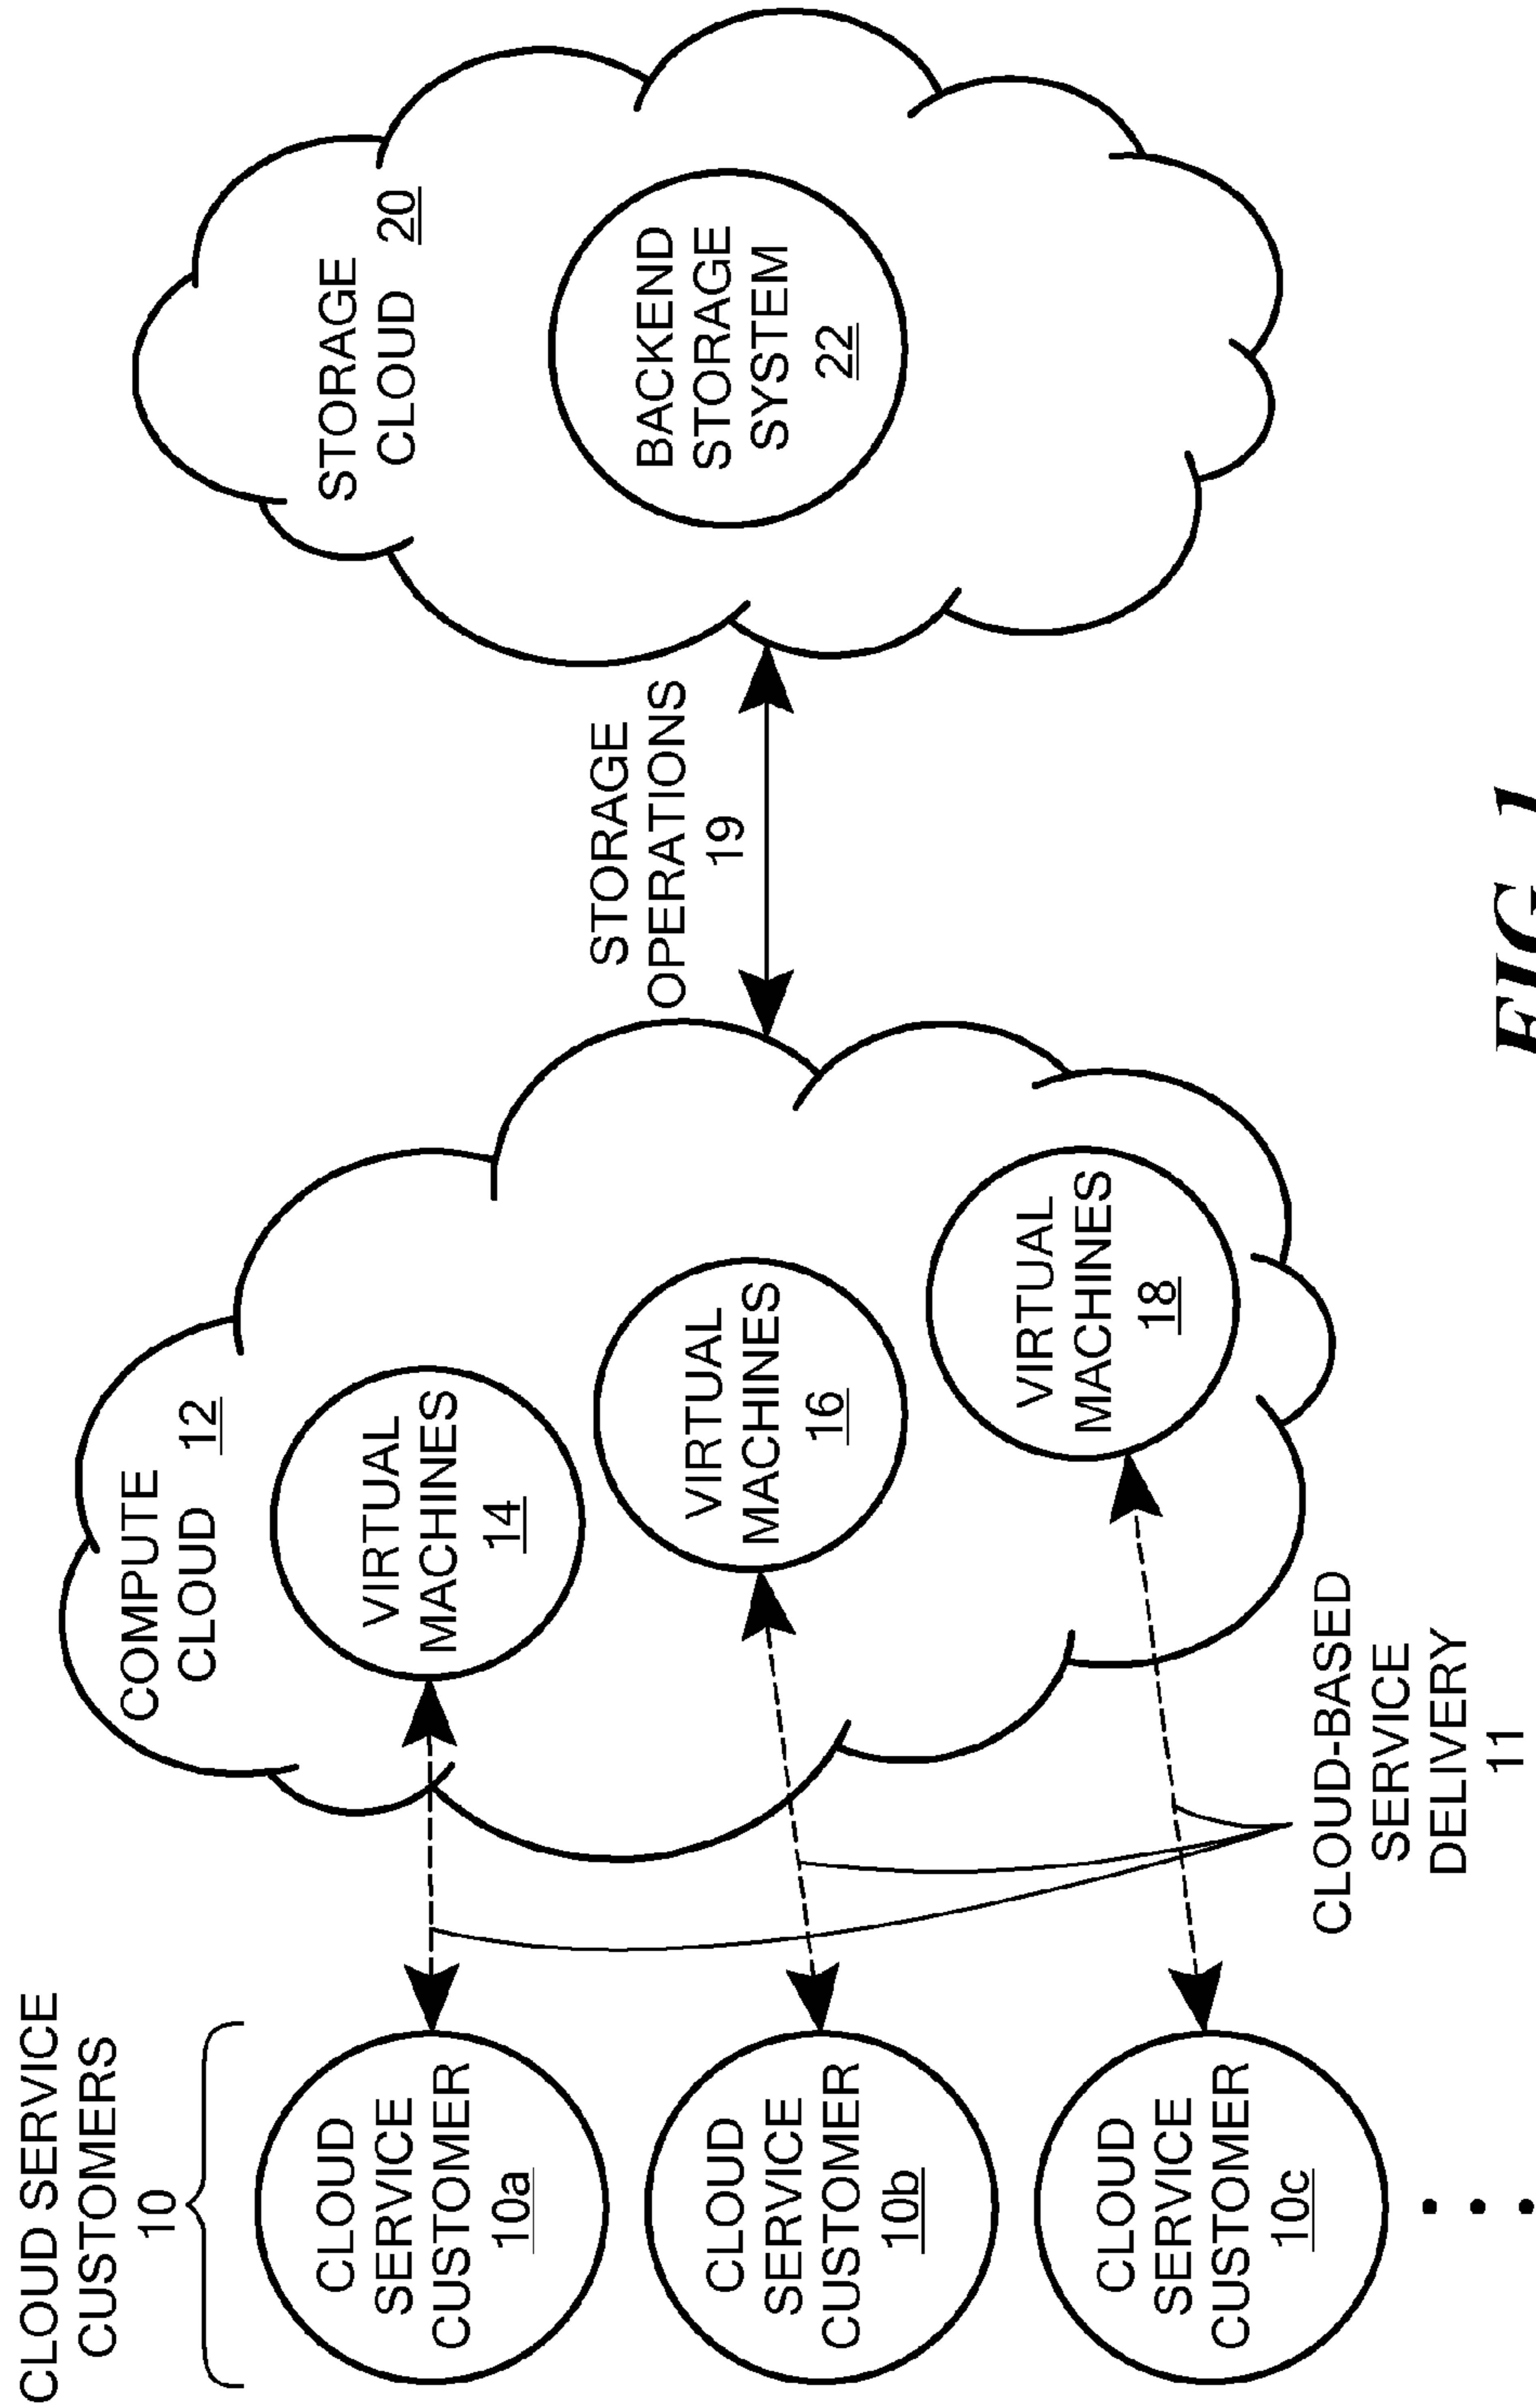 CLOUD SERVICE
CUSTOMERS
10
CLOUD
SERVICE
CUSTOMER
10a
CLOUD
SERVICE
CUSTOMER
10b
CLOUD
SERVICE
CUSTOMER
10c
CLOUD-BASED
SERVICE
DELIVERY
11
COMPUTE
CLOUD 12
VIRTUAL
MACHINES
14
VIRTUAL
MACHINES
16
VIRTUAL
MACHINES
18
STORAGE
OPERATIONS
19
STORAGE
CLOUD 20
BACKEND
STORAGE
SYSTEM
22
FIG. 1